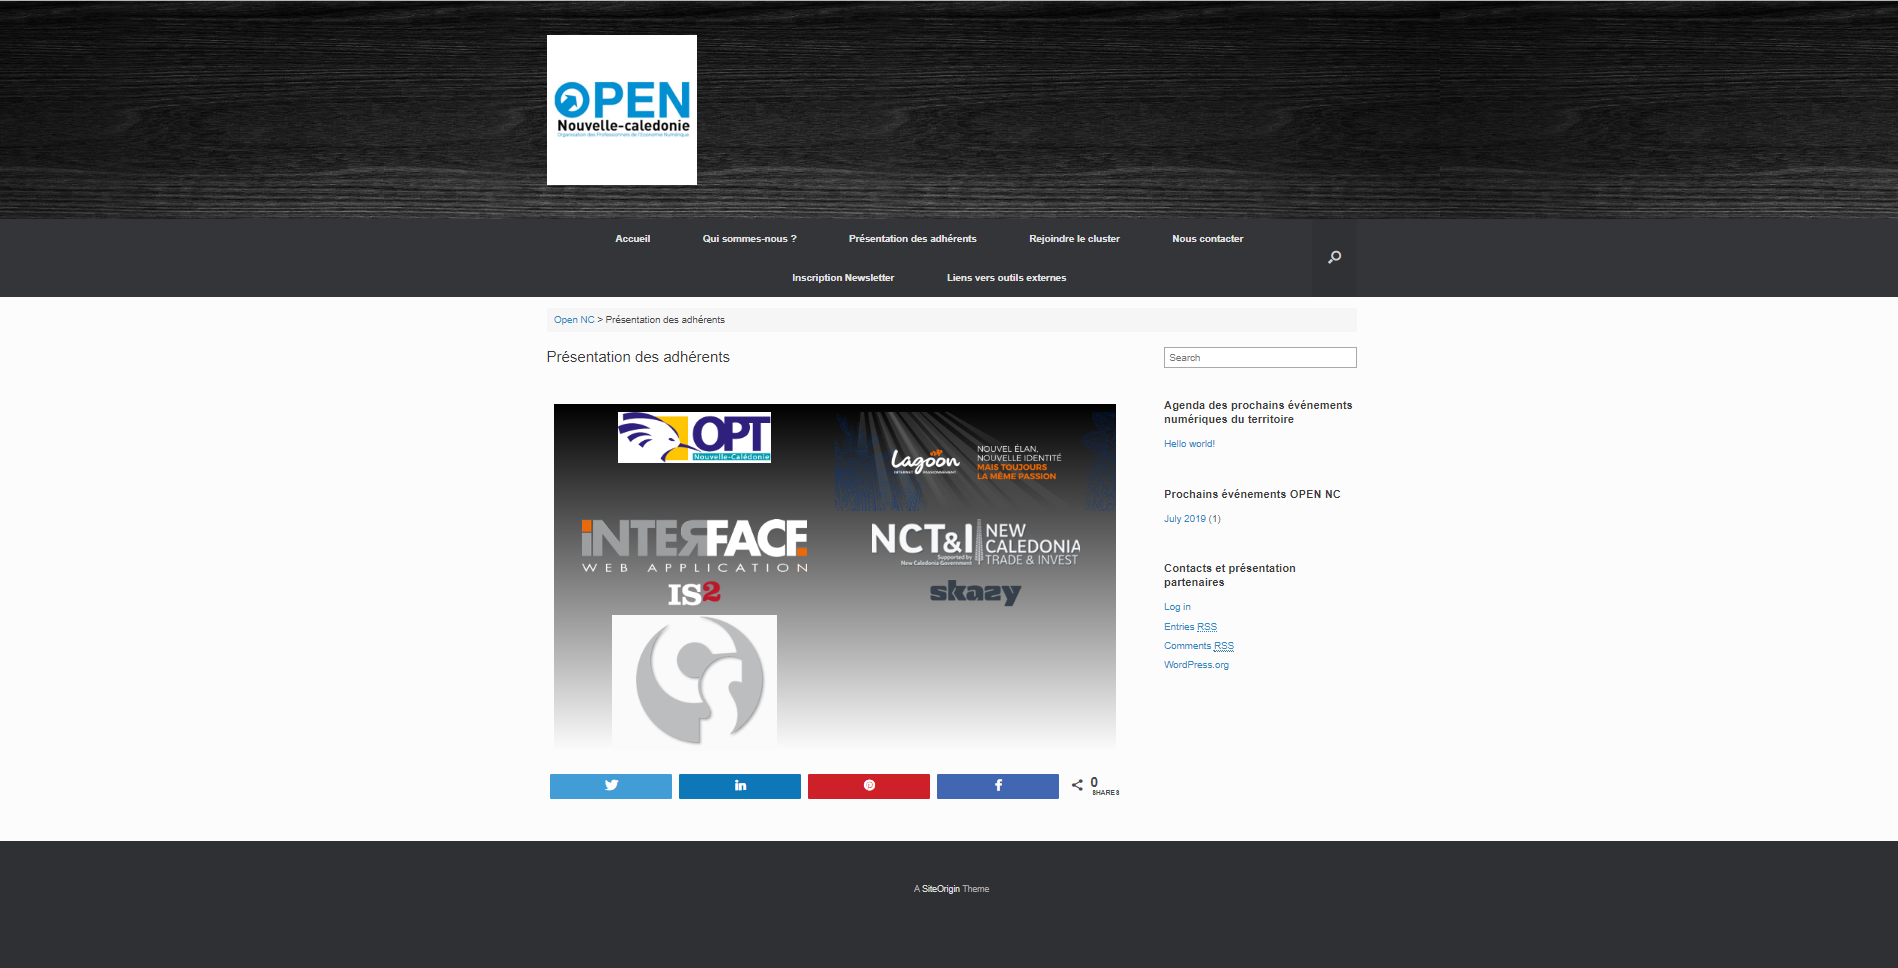 OPEN
Nouvelle-caledonie
Organisation des Professionnels de l'Economie Numérique
Accueil
Qui sommes-nous ?
Présentation des adhérents
Rejoindre le cluster
Nous contacter
Inscription Newsletter
Liens vers outils externes
Open NC > Présentation des adhérents
Présentation des adhérents
OPT
Nouvelle-Calédonie
Lagoon
INTERNET PASSIONNÉMENT
NOUVEL ÉLAN,
NOUVELLE IDENTITÉ
MAIS TOUJOURS
LA MÊME PASSION
INTERFACE
WEB APPLICATION
NCT&I
Supported by
New Caledonia Government
NEW
CALEDONIA
TRADE & INVEST
IS2
skazy
0
SHARES
Search
Agenda des prochains événements
numériques du territoire
Hello world!
Prochains événements OPEN NC
July 2019 (1)
Contacts et présentation
partenaires
Log in
Entries RSS
Comments RSS
WordPress.org
A SiteOrigin Theme